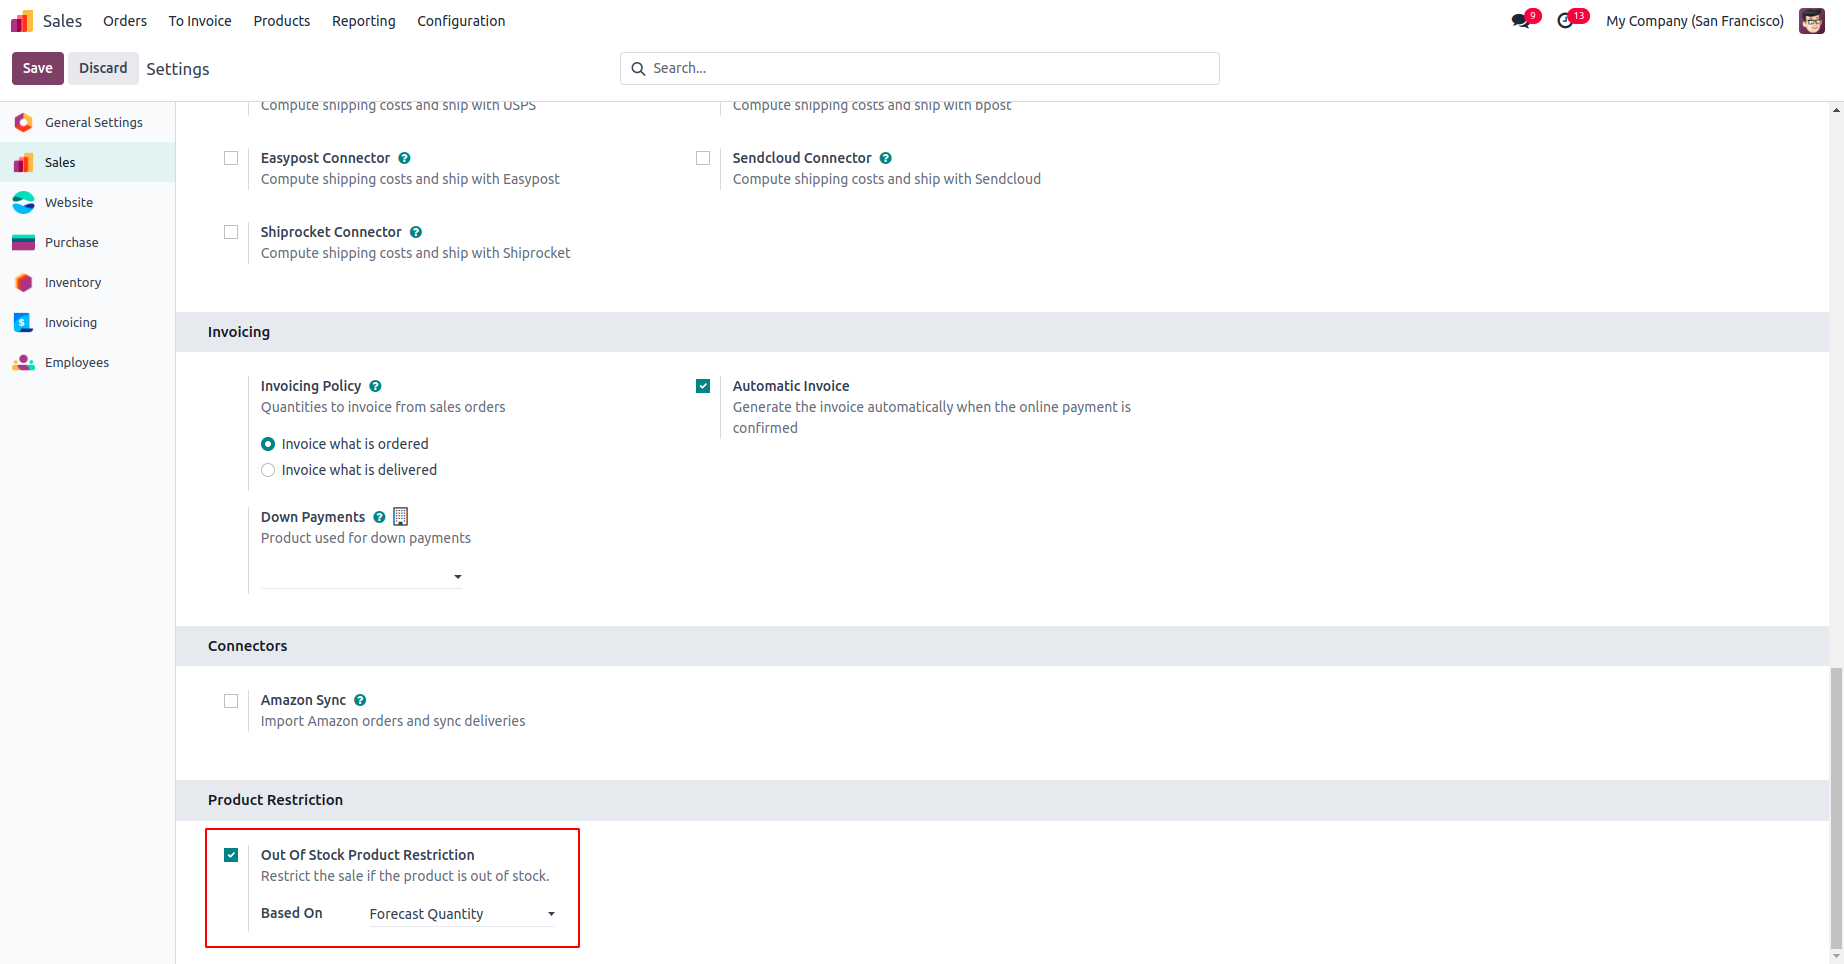 Sales
Orders
To Invoice
Products
Reporting
Configuration
9
13
My Company (San Francisco)
Save
Discard
Settings
Search...
General Settings
Sales
Website
Purchase
Inventory
Invoicing
Employees
Compute shipping costs and ship with USPS
Compute shipping costs and ship with bpost
Easypost Connector ?
Compute shipping costs and ship with Easypost
Sendcloud Connector ?
Compute shipping costs and ship with Sendcloud
Shiprocket Connector ?
Compute shipping costs and ship with Shiprocket
Invoicing
Invoicing Policy ?
Quantities to invoice from sales orders
Invoice what is ordered
Invoice what is delivered
Automatic Invoice
Generate the invoice automatically when the online payment is
confirmed
Down Payments ?
Product used for down payments
Connectors
Amazon Sync ?
Import Amazon orders and sync deliveries
Product Restriction
Out Of Stock Product Restriction
Restrict the sale if the product is out of stock.
Based On
Forecast Quantity